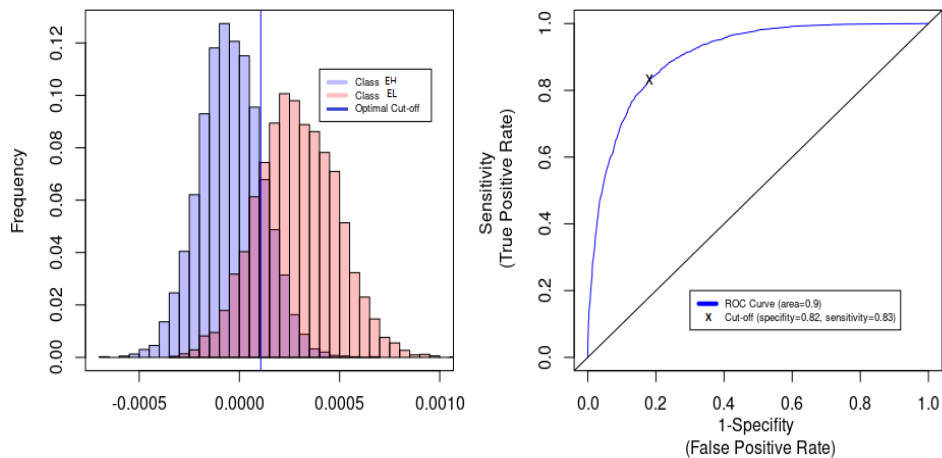 Frequency
0.00
0.02
0.04
0.06
0.08
0.10
0.12
-0.0005
0.0000
0.0005
0.0010
Class EH
Class EL
Optimal Cut-off
Sensitivity
(True Positive Rate)
0.0
0.2
0.4
0.6
0.8
1.0
X
ROC Curve (area=0.9)
X Cut-off (specifity=0.82, sensitivity=0.83)
0.0
0.2
0.4
0.6
0.8
1.0
1-Specifity
(False Positive Rate)